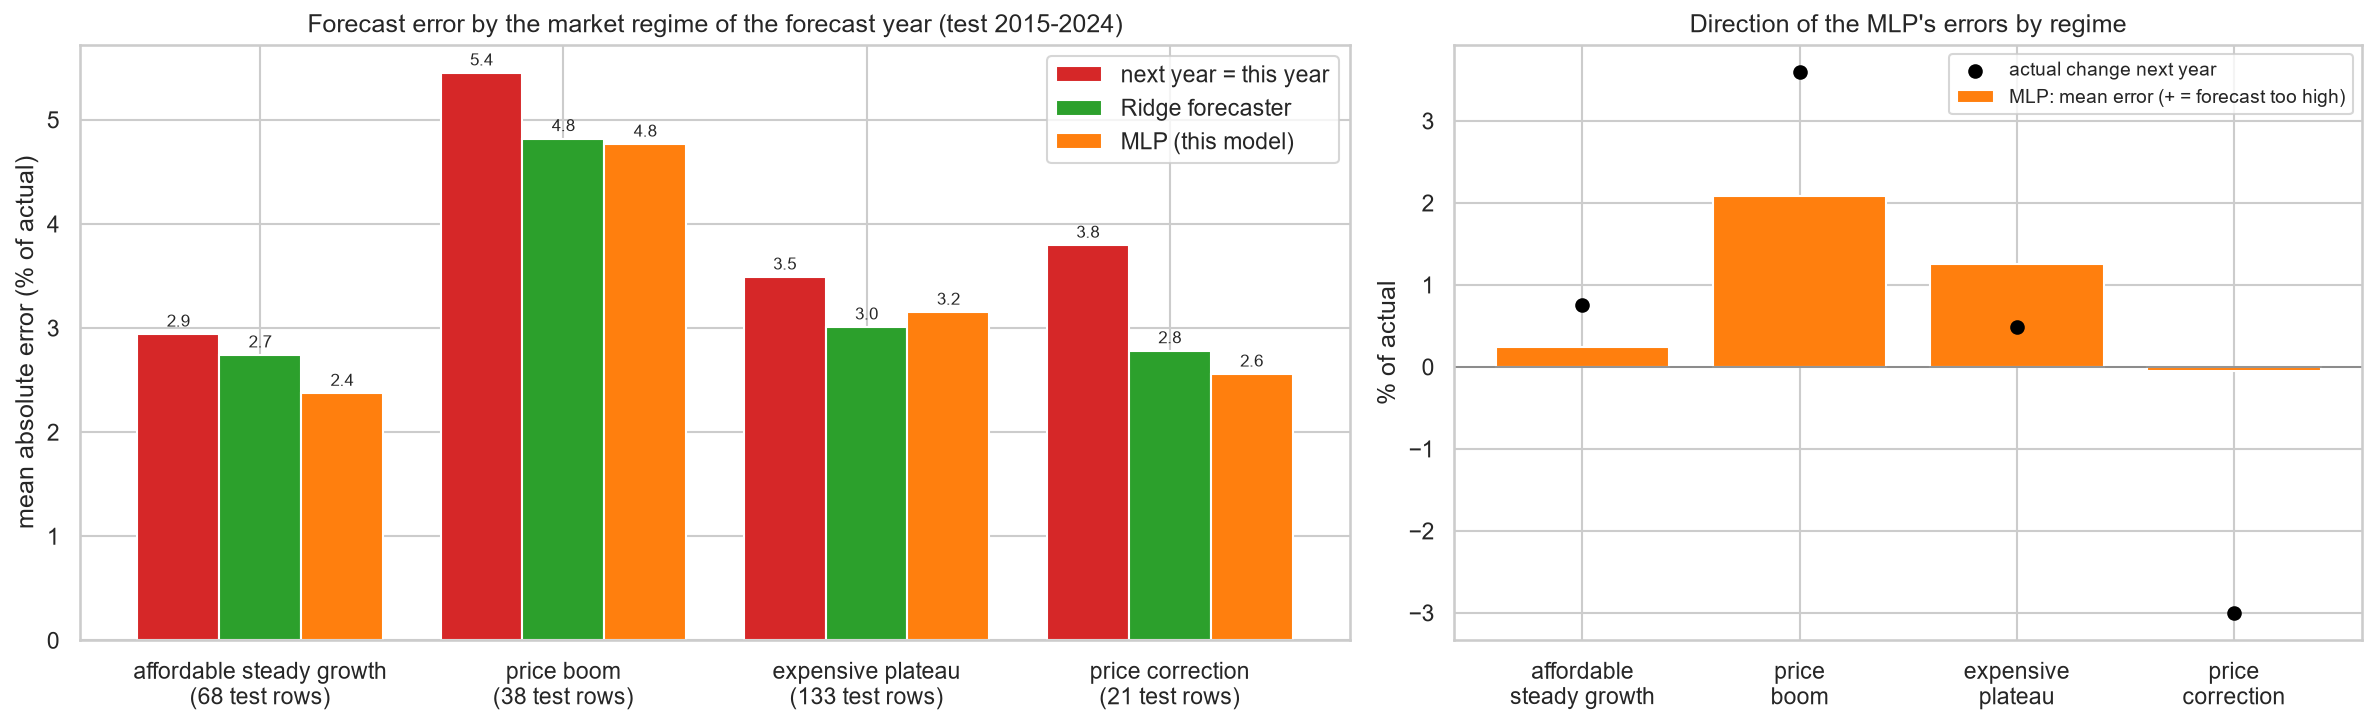 Forecast error by the market regime of the forecast year (test 2015-2024)
mean absolute error (% of actual)
5
4
3
2
1
0
next year = this year
Ridge forecaster
MLP (this model)
2.9
2.7
2.4
5.4
4.8
4.8
3.5
3.0
3.2
3.8
2.8
2.6
affordable steady growth
(68 test rows)
price boom
(38 test rows)
expensive plateau
(133 test rows)
price correction
(21 test rows)
Direction of the MLP's errors by regime
% of actual
3
2
1
0
−1
−2
−3
actual change next year
MLP: mean error (+ = forecast too high)
affordable
steady growth
price
boom
expensive
plateau
price
correction